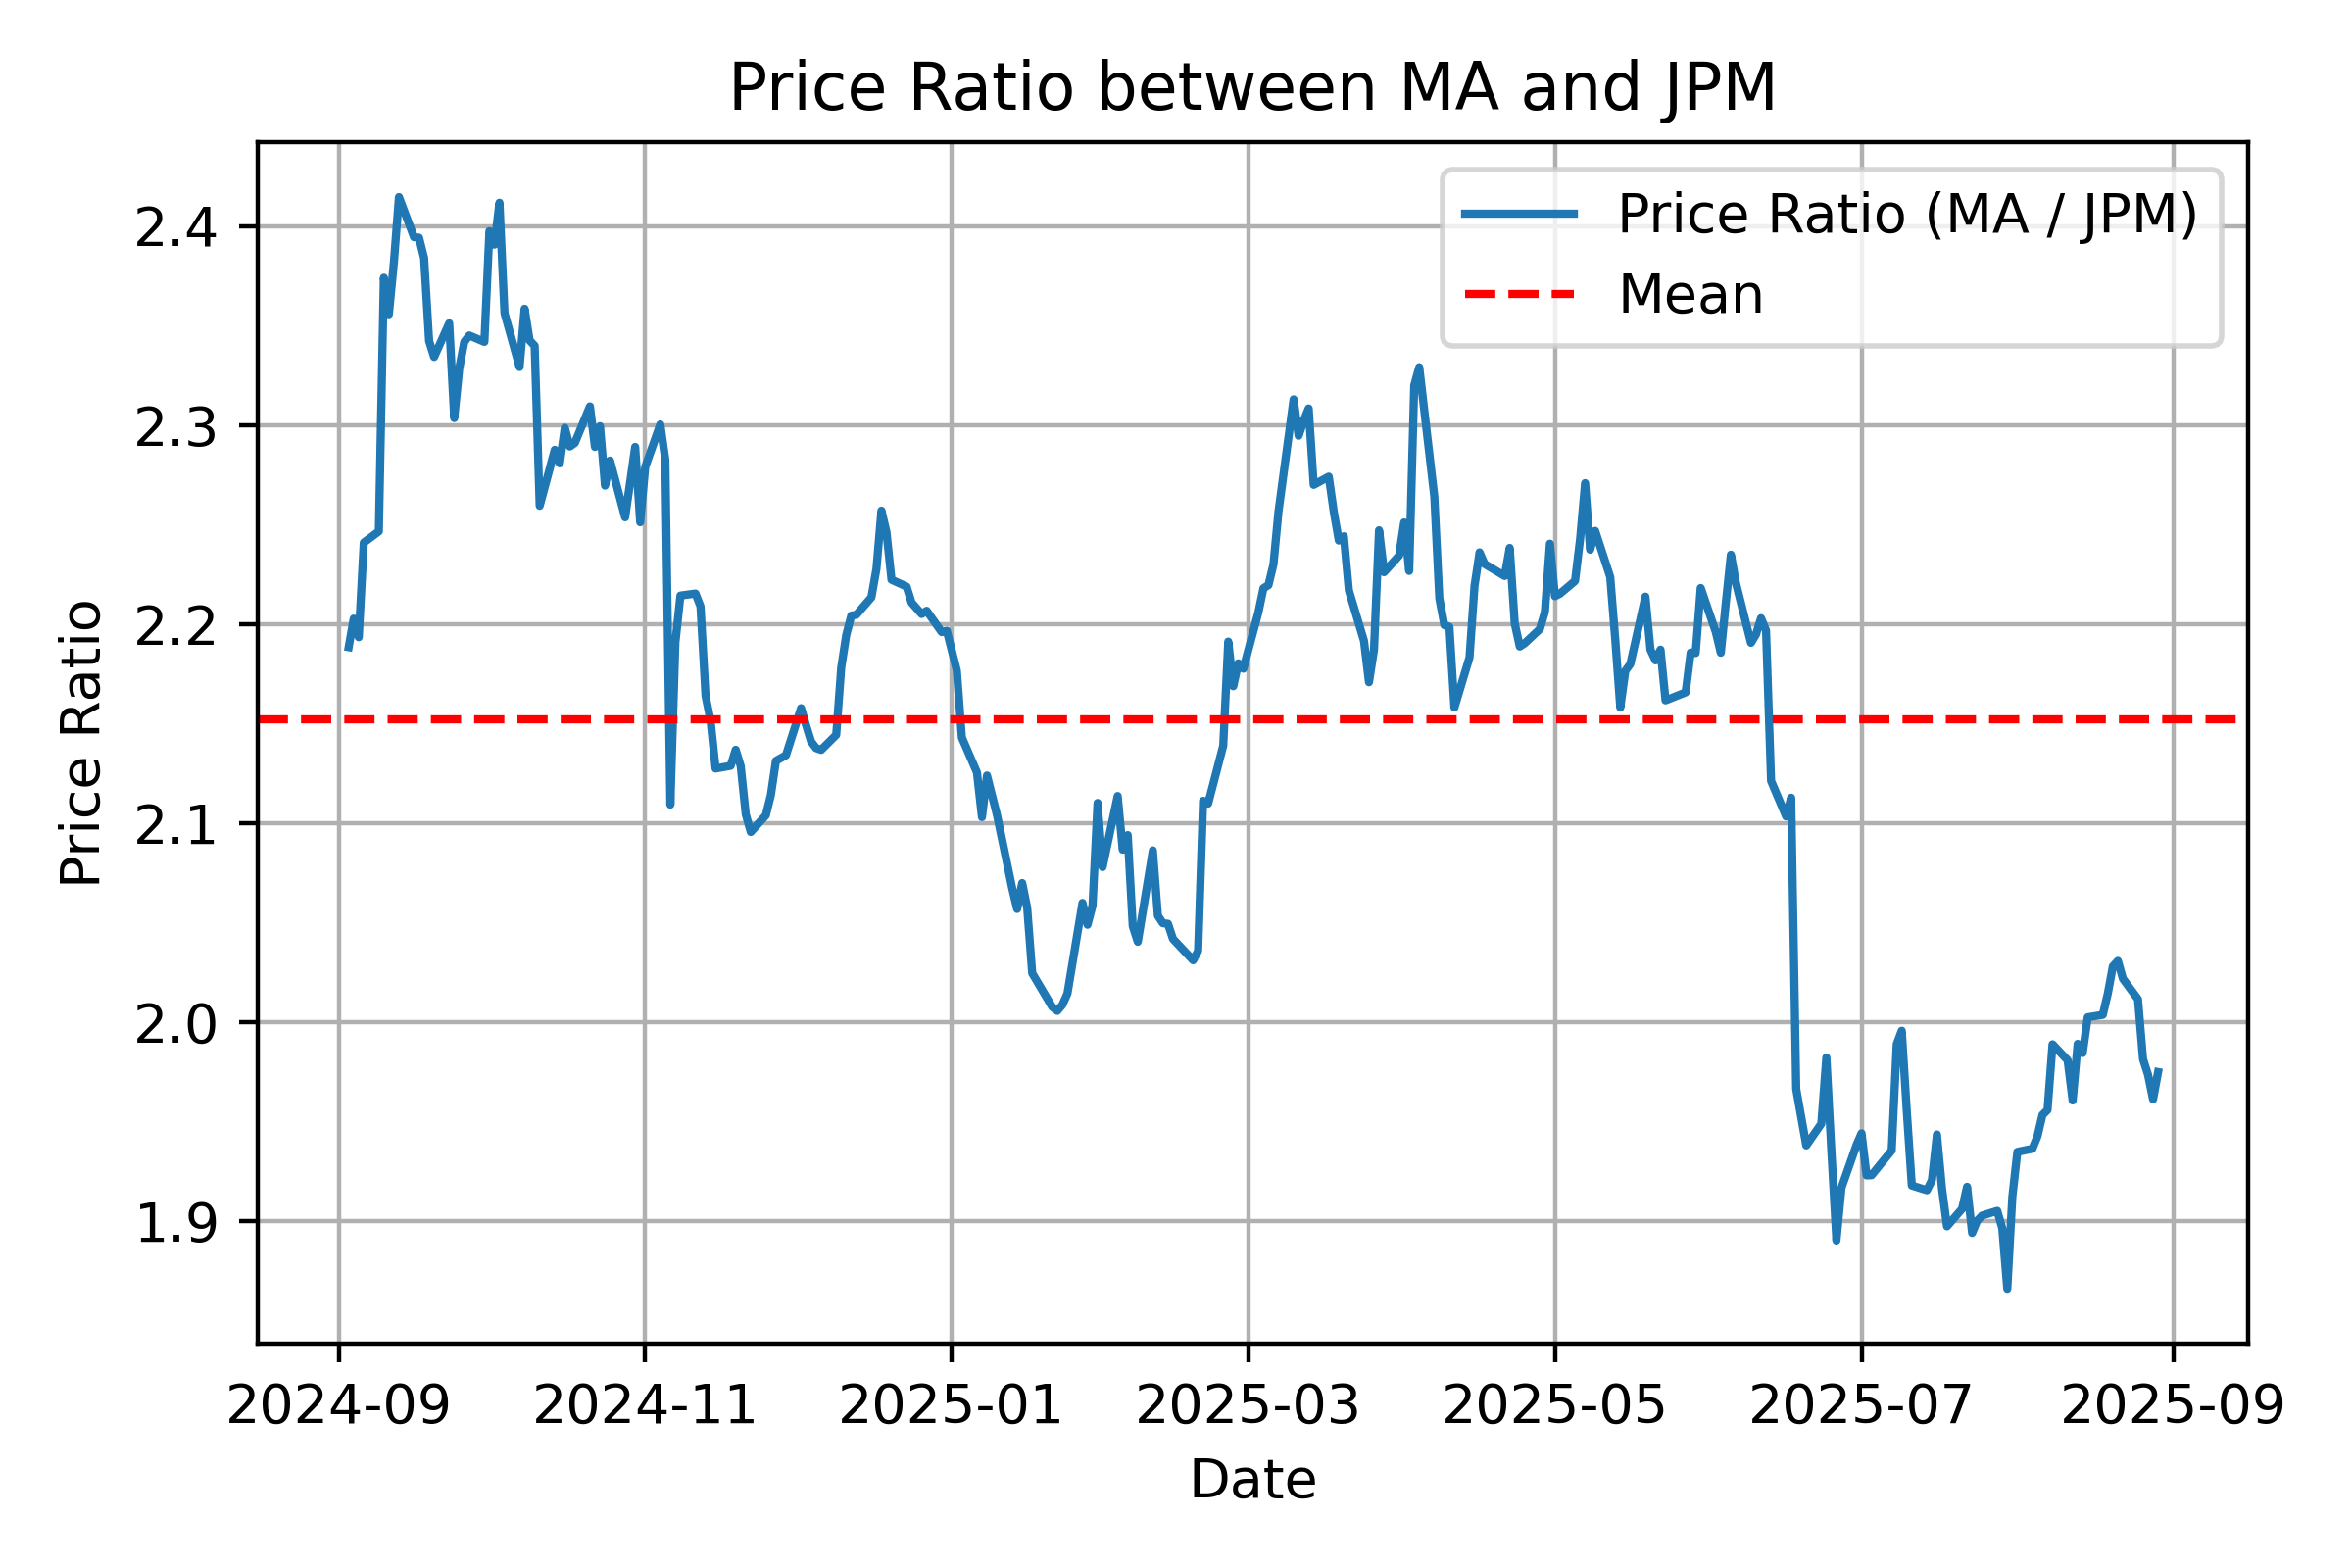 Price Ratio between MA and JPM
Price Ratio (MA / JPM)
Mean
Price Ratio
2.4
2.3
2.2
2.1
2.0
1.9
2024-09 2024-11 2025-01 2025-03 2025-05 2025-07 2025-09
Date